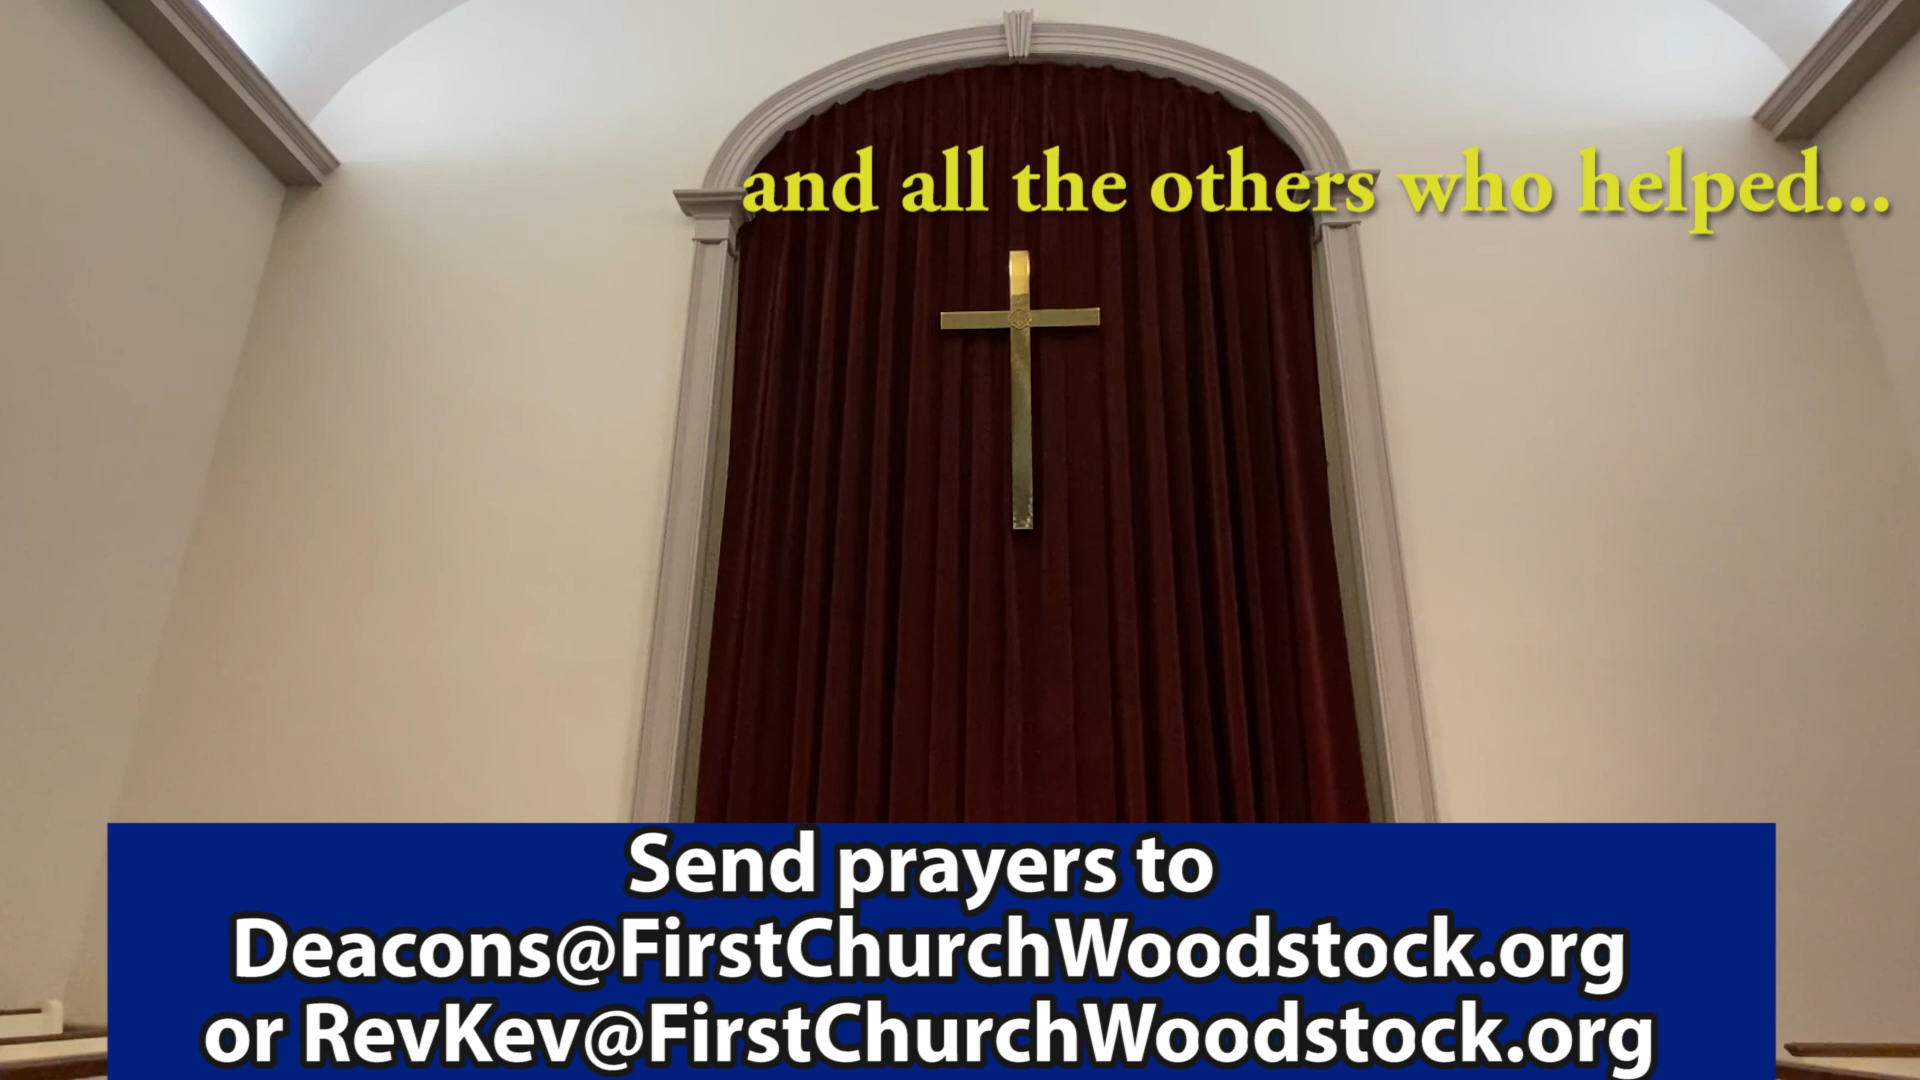 and all the others who helped...
Send prayers to
Deacons@FirstChurchWoodstock.org
or RevKev@FirstChurchWoodstock.org